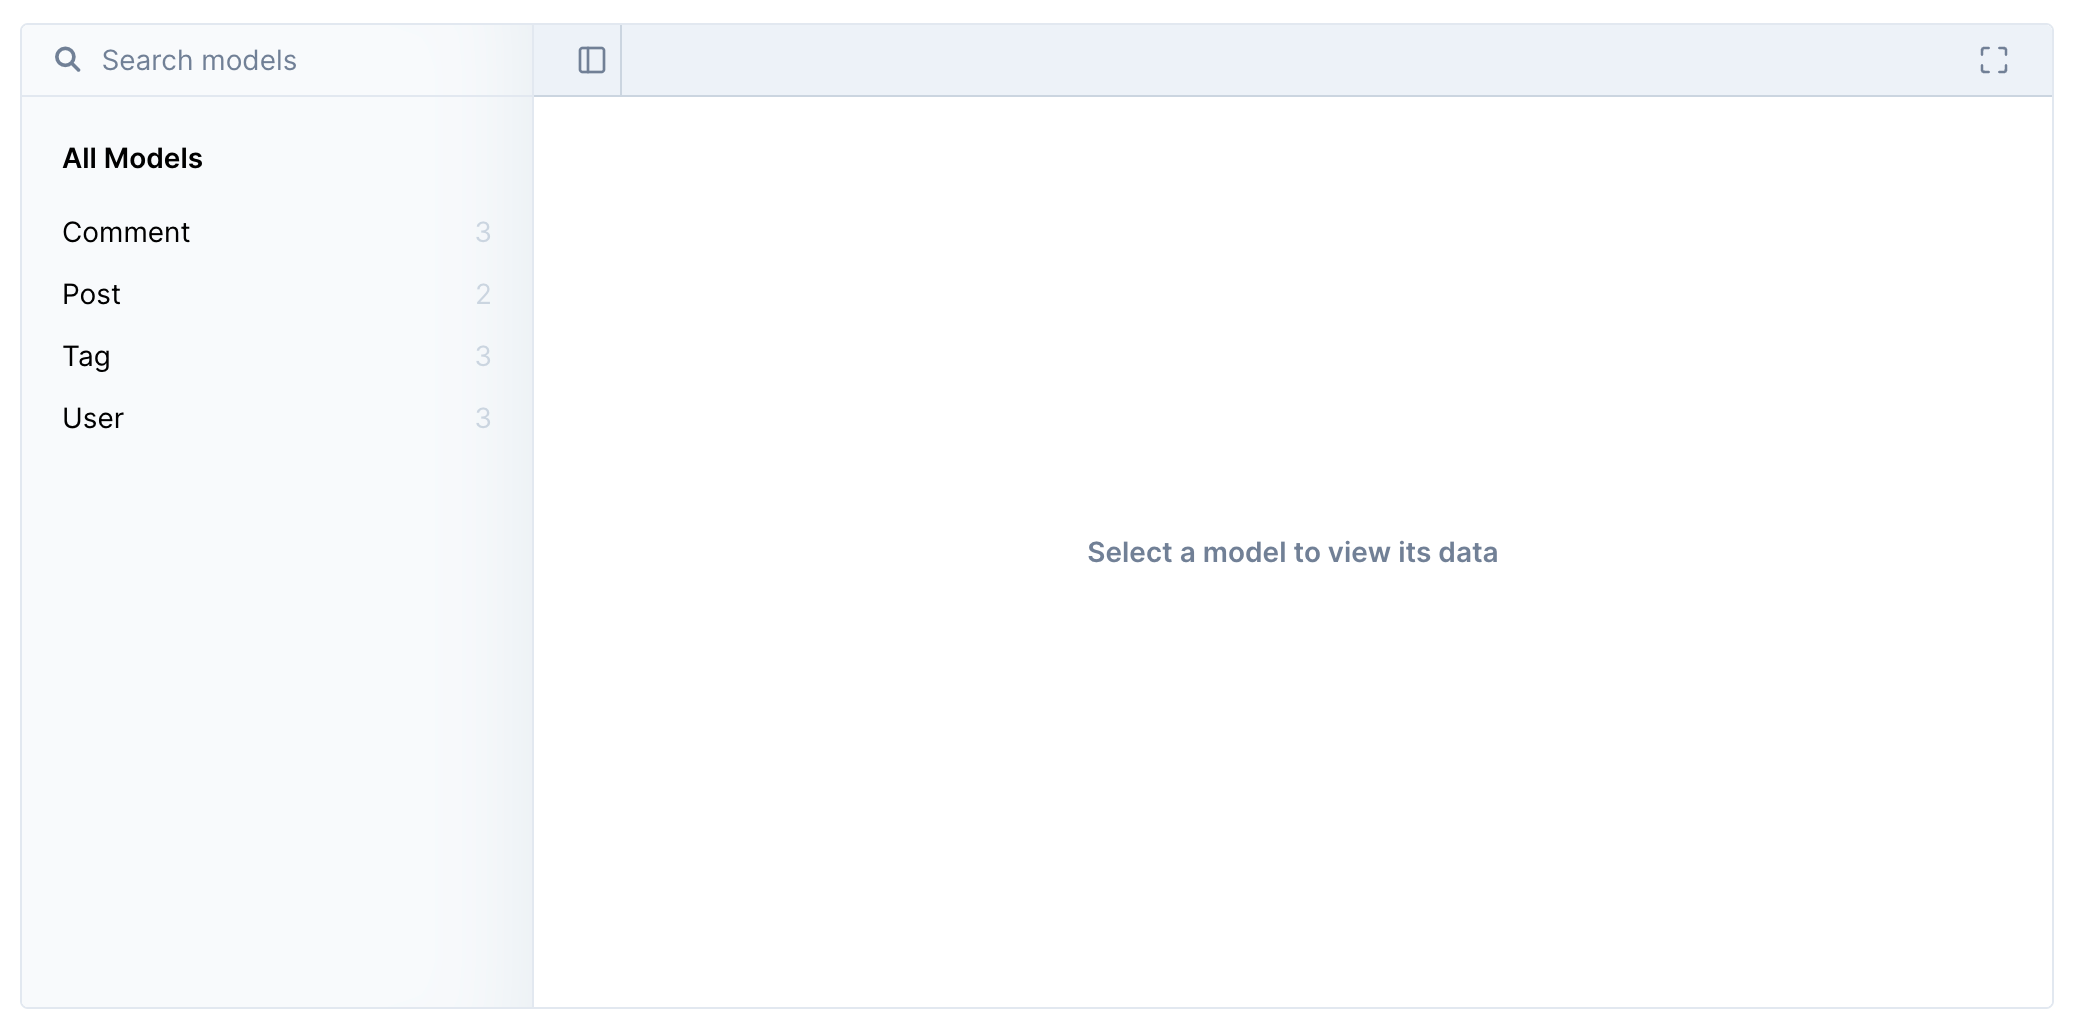 Search models
All Models
Comment 3
Post 2
Tag 3
User 3
Select a model to view its data